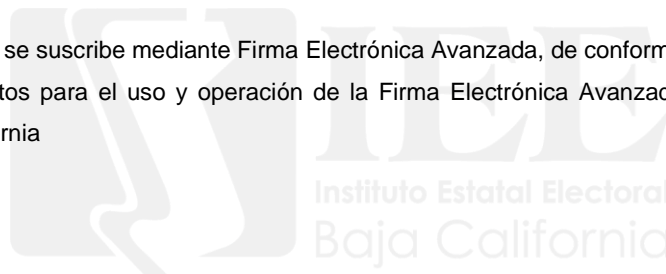 se suscribe mediante Firma Electrónica Avanzada, de conform
tos para el uso y operación de la Firma Electrónica Avanzad
rnia
IEE
Instituto Estatal Electoral
Baja California